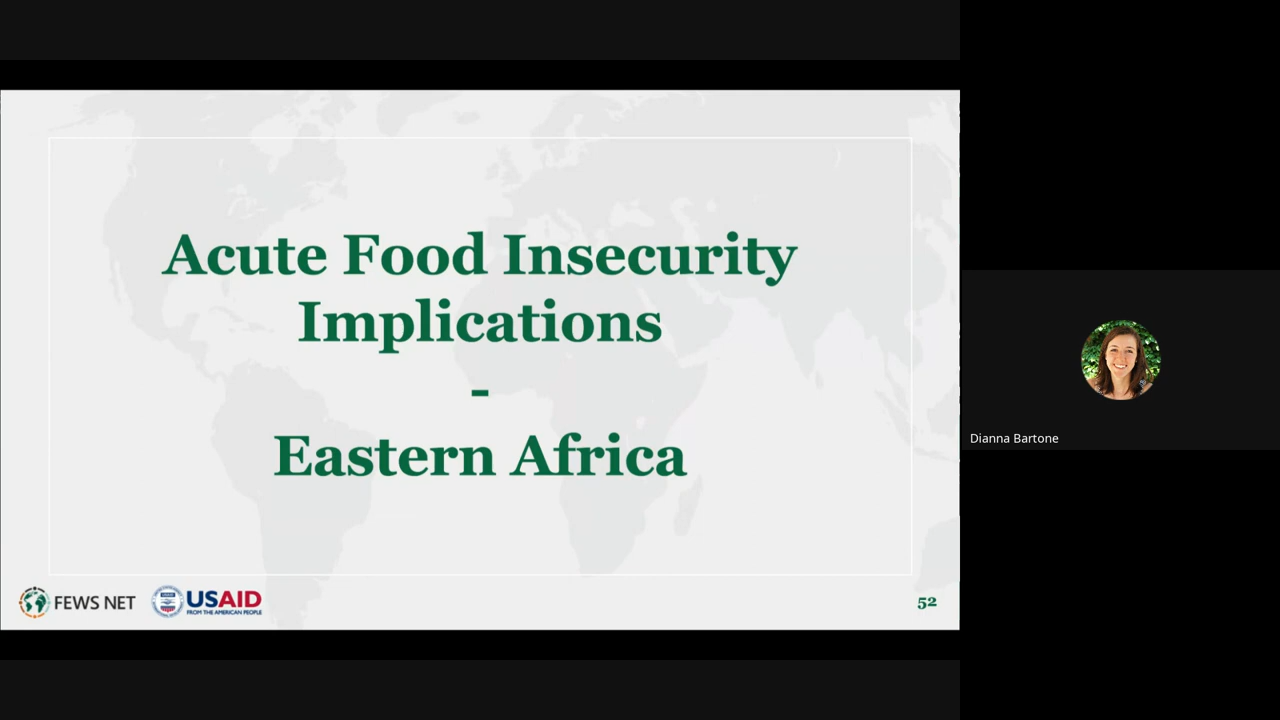 Acute Food Insecurity
Implications
-
Eastern Africa
FEWS NET
USAID
FROM THE AMERICAN PEOPLE
52
Dianna Bartone